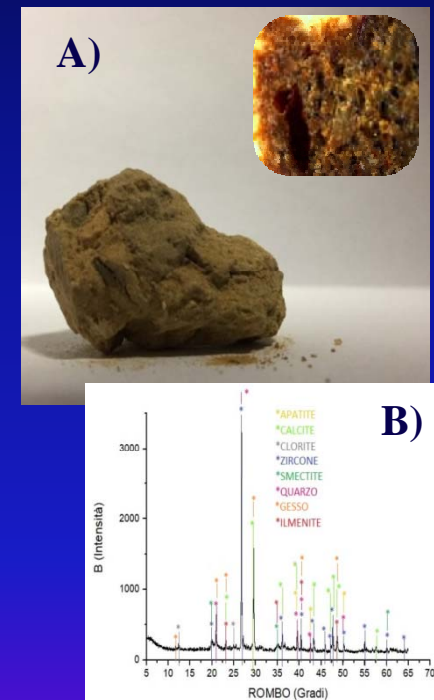 A)
B)
*APATITE
*CALCITE
*CLORITE
*ZIRCONE
*SMECTITE
*QUARZO
*GESSO
*ILMENITE
B (Intensità)
3000
2000
1000
0
5 10 15 20 25 30 35 40 45 50 55 60 65 70
ROMBO (Gradi)